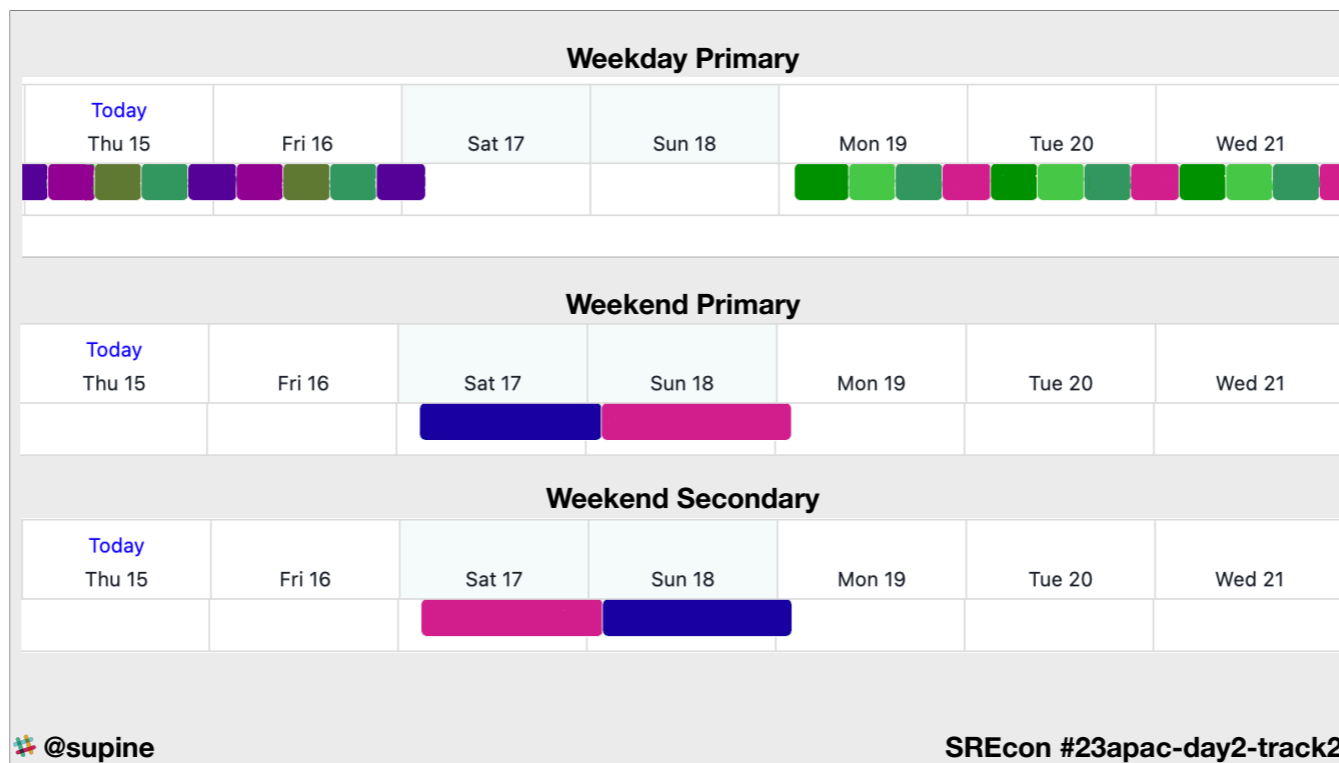 Weekday Primary
Today
Thu 15 Fri 16 Sat 17 Sun 18 Mon 19 Tue 20 Wed 21
Weekend Primary
Today
Thu 15 Fri 16 Sat 17 Sun 18 Mon 19 Tue 20 Wed 21
Weekend Secondary
Today
Thu 15 Fri 16 Sat 17 Sun 18 Mon 19 Tue 20 Wed 21
@supine SREcon #23apac-day2-track2